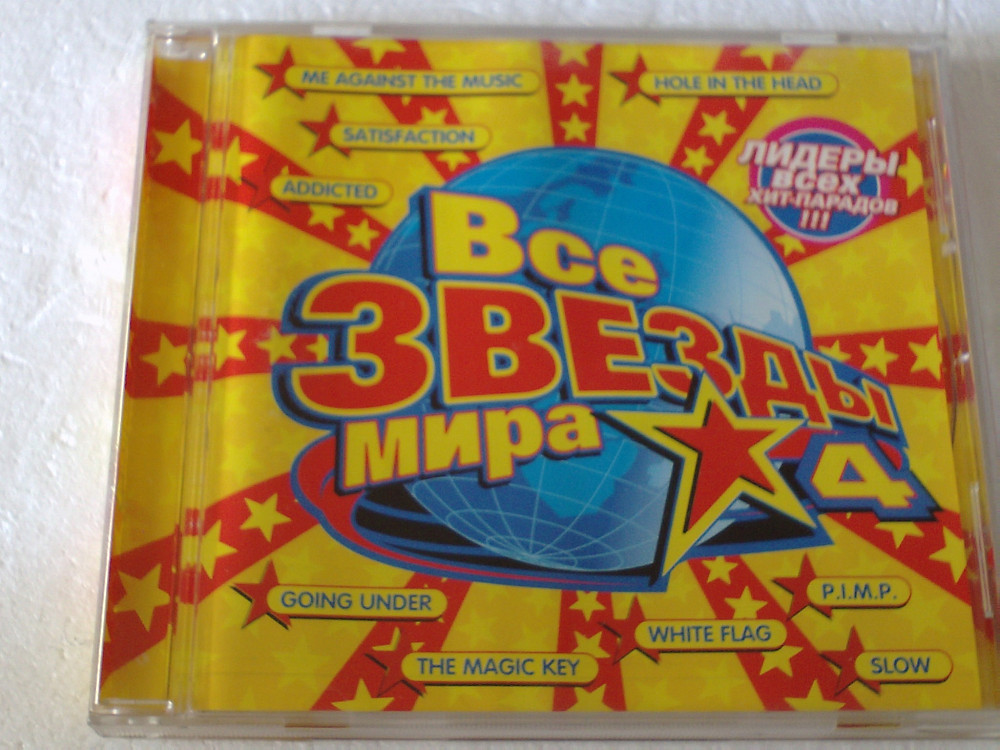 ME AGAINST THE MUSIC
HOLE IN THE HEAD
SATISFACTION
ADDICTED
ЛИДЕРЫ
всех
ХИТ-ПАРАДОВ
!!!
Все
ЗВЕЗДЫ
мира
4
GOING UNDER
P.I.M.P.
WHITE FLAG
THE MAGIC KEY
SLOW